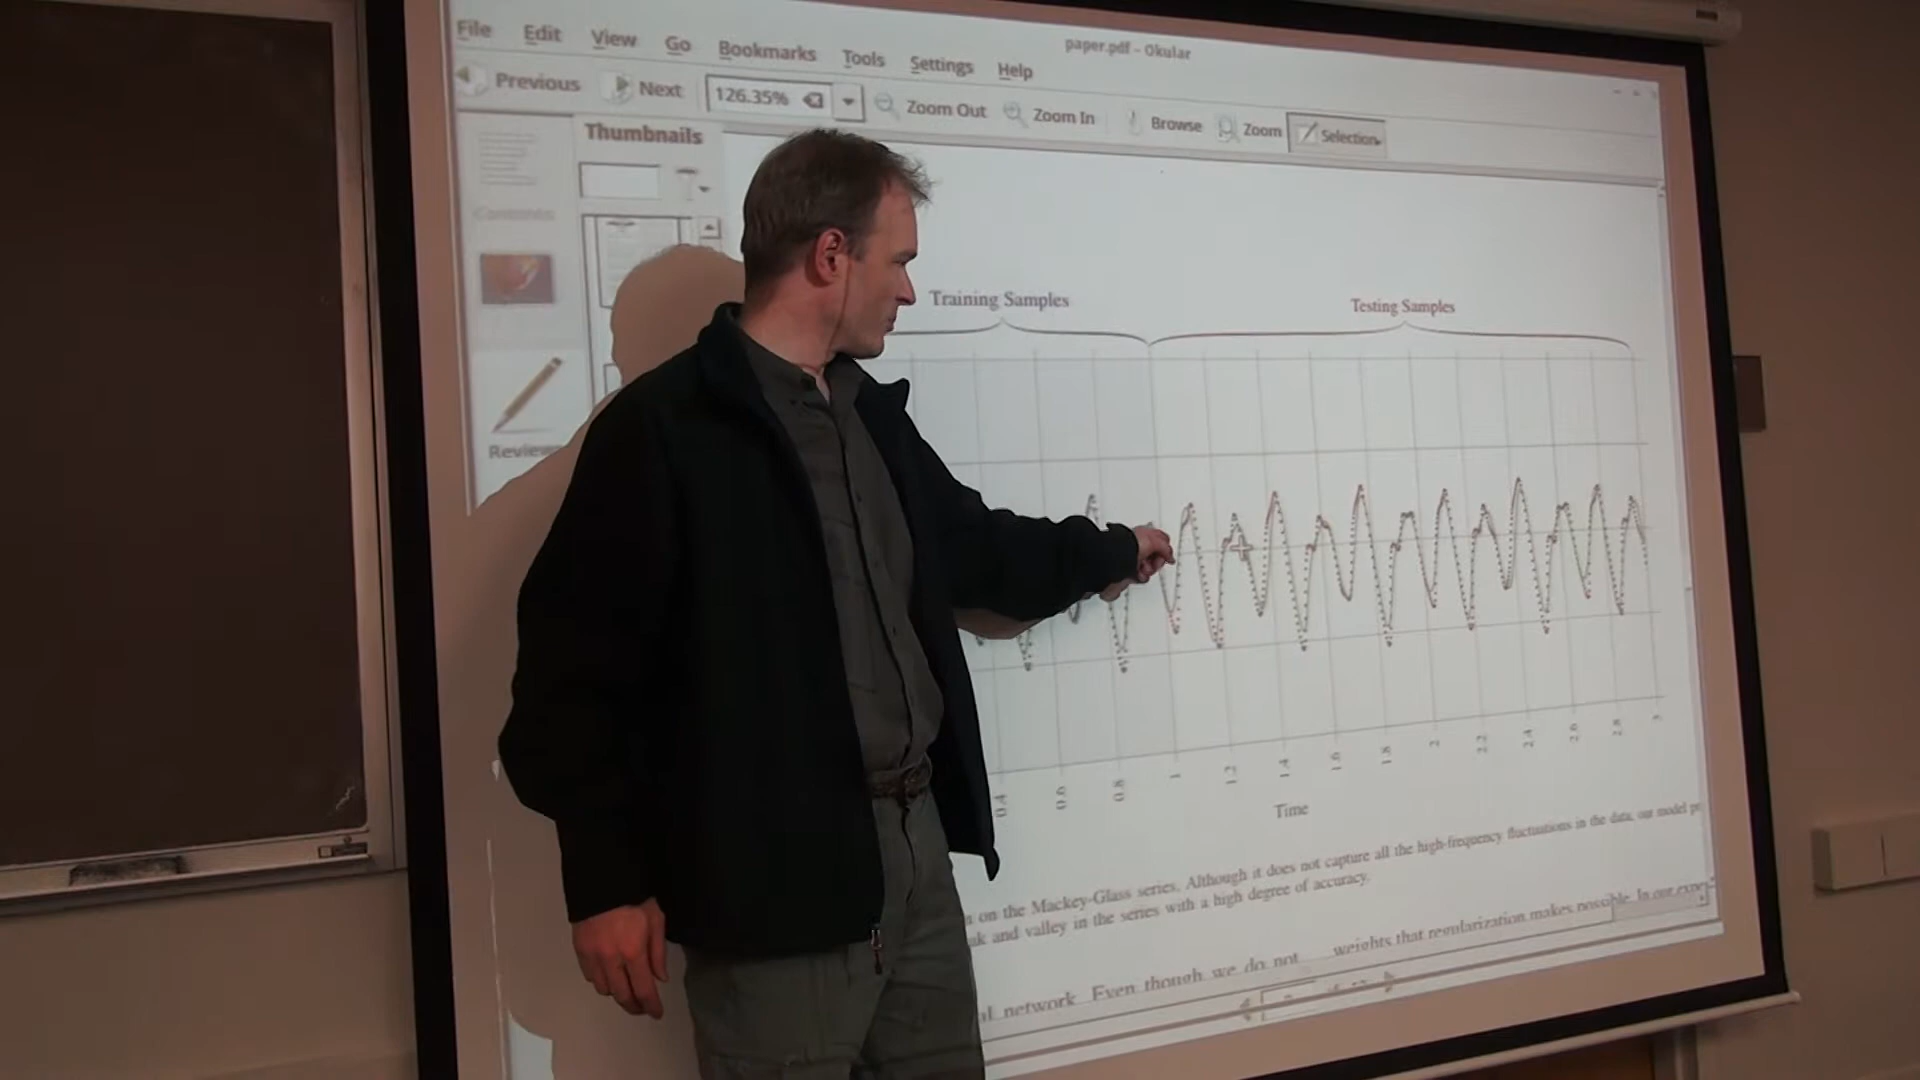 paper.pdf – Okular
File Edit View Go Bookmarks Tools Settings Help
Previous Next 126.35% Zoom Out Zoom In Browse Zoom Selection
Thumbnails
Contents
Training Samples Testing Samples
0.4 0.6 0.8 1 1.2 1.4 1.6 1.8 2 2.2 2.4 2.6 2.8 3
Time
on the Mackey-Glass series. Although it does not capture all the high-frequency fluctuations in the data, our model
and valley in the series with a high degree of accuracy.
network. Even though we do not weights that regularization makes possible. In our